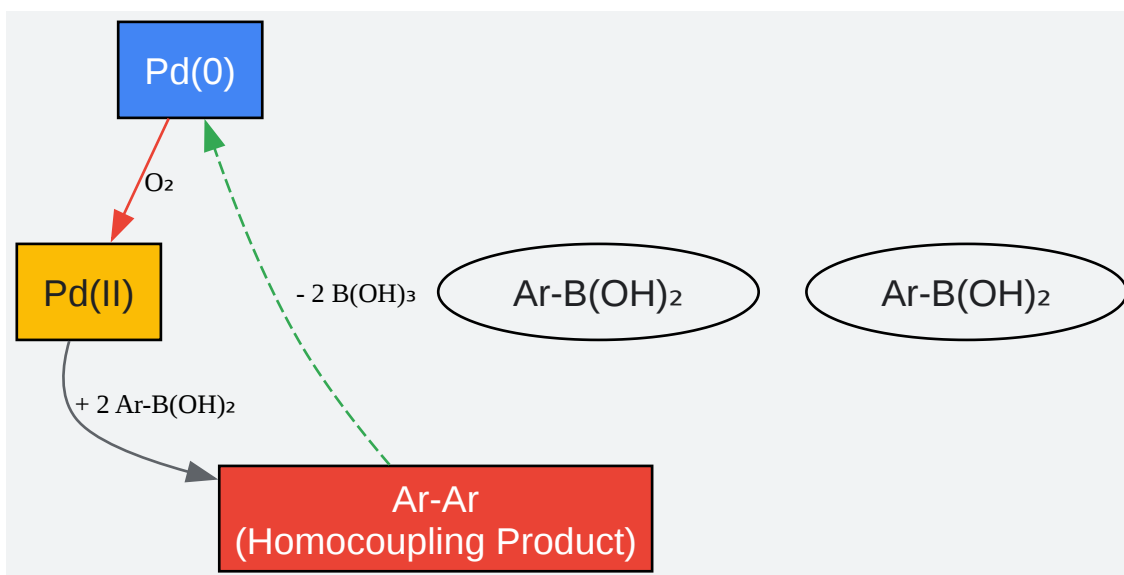 Pd(0)
O₂
Pd(II)
- 2 B(OH)₃
Ar-B(OH)₂
Ar-B(OH)₂
+ 2 Ar-B(OH)₂
Ar-Ar
(Homocoupling Product)